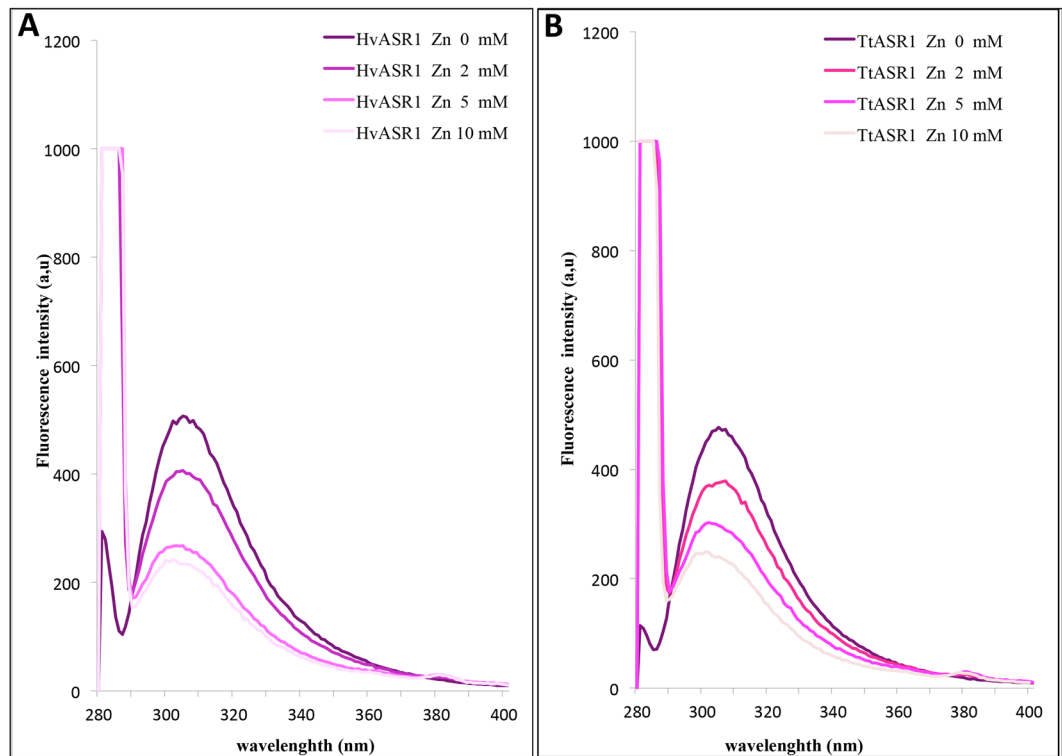 A
HvASR1 Zn 0 mM
HvASR1 Zn 2 mM
HvASR1 Zn 5 mM
HvASR1 Zn 10 mM
1200
1000
800
600
400
200
0
Fluorescence intensity (a,u)
280 300 320 340 360 380 400
wavelenghth (nm)
B
TtASR1 Zn 0 mM
TtASR1 Zn 2 mM
TtASR1 Zn 5 mM
TtASR1 Zn 10 mM
1200
1000
800
600
400
200
0
Fluorescence intensity (a,u)
280 300 320 340 360 380 400
wavelenghth (nm)